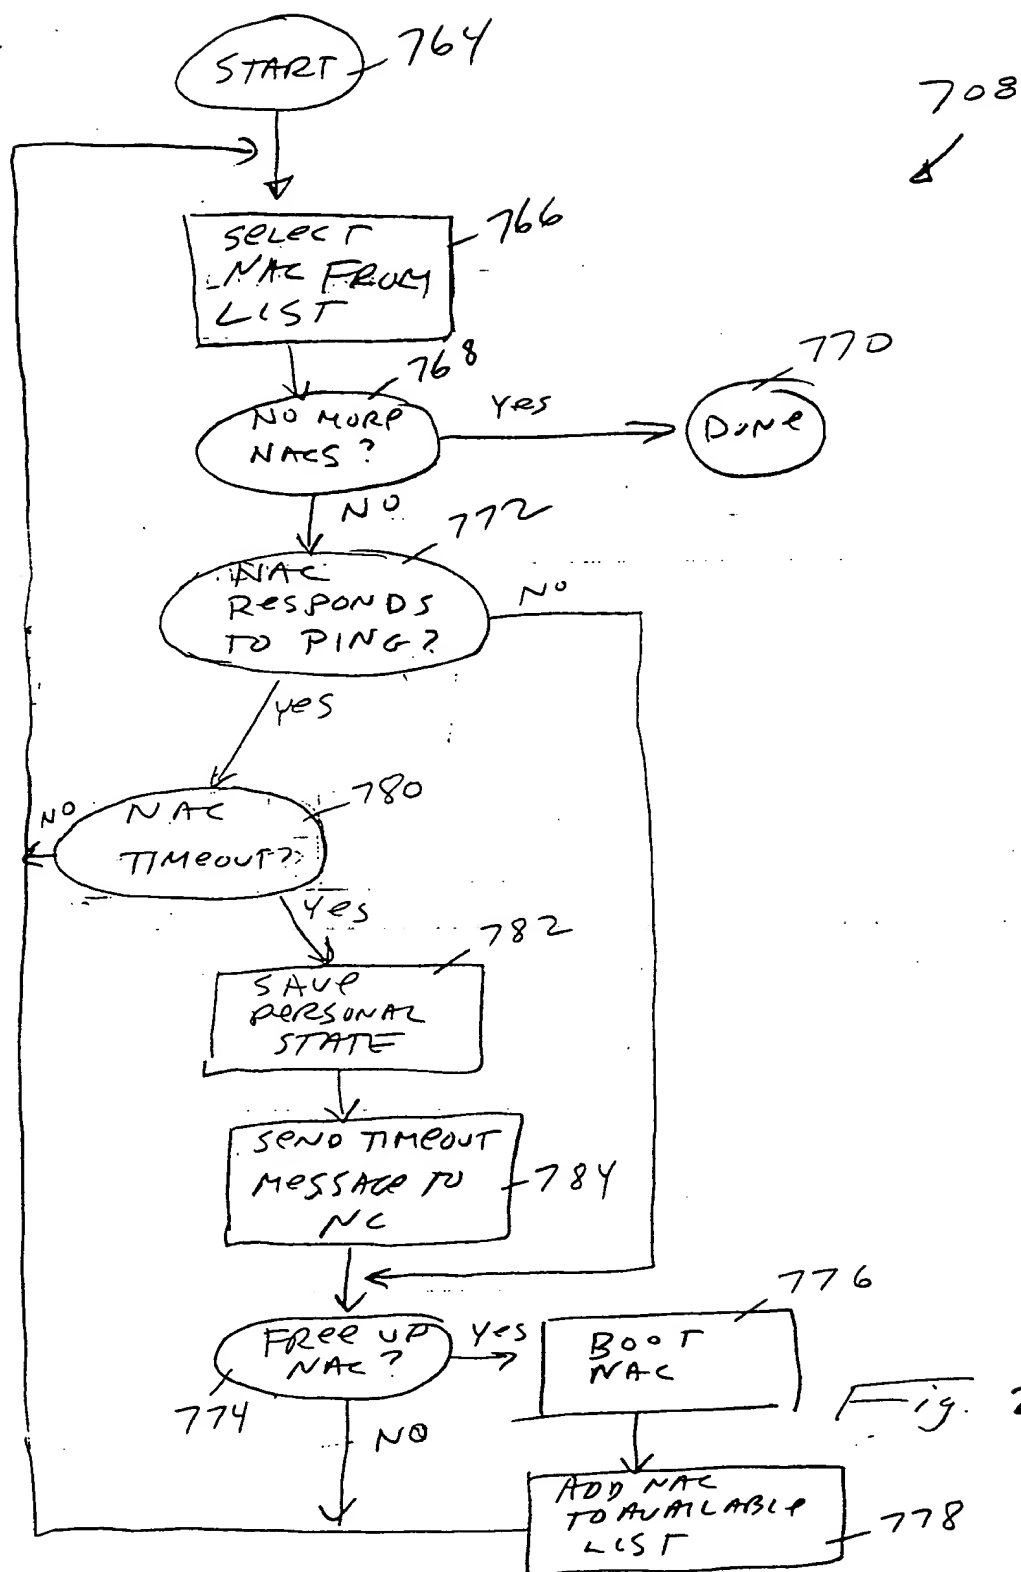 START
764
708
SELECT
NAC FROM
LIST
766
768
NO MORE
NACS?
Yes
770
DONE
NO
772
NAC
RESPONDS
TO PING?
NO
yes
780
NO
NAC
TIMEOUT?
Yes
782
SAVE
PERSONAL
STATE
SEND TIMEOUT
MESSAGE TO
NC
784
776
FREE UP
NAC?
Yes
BOOT
NAC
774
NO
Fig. 2
ADD NAC
TO AVAILABLE
LIST
778